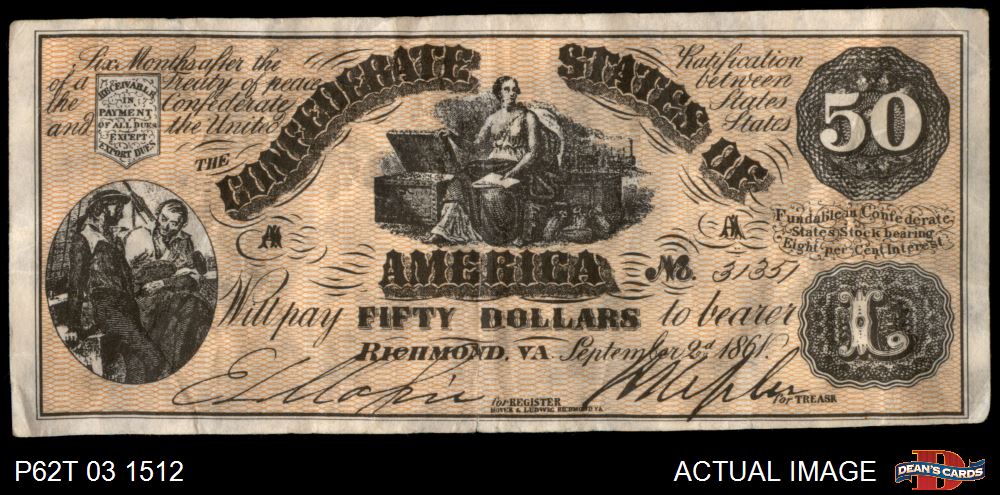 Six Months after the
of a Treaty of peace
the Confederate
and the United
RECEIVABLE
IN
PAYMENT
OF ALL DUES
EXCEPT
EXPORT DUES
THE
CONFEDERATE STATES OF
AMERICA
Ratification
between
States
States
50
A
A
Fundable in Confederate
States Stock bearing
Eight per Cent Interest
No. 31351
Will pay FIFTY DOLLARS to bearer
L
RICHMOND, VA. September 2d 1861.
for REGISTER
HOYER & LUDWIG, RICHMOND VA
for TREASR
P62T 03 1512
ACTUAL IMAGE
D
DEAN'S CARDS